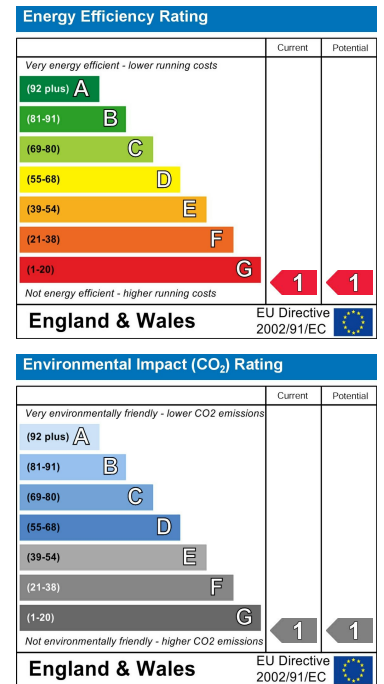 Energy Efficiency Rating
Current Potential
Very energy efficient - lower running costs
(92 plus) A
(81-91) B
(69-80) C
(55-68) D
(39-54) E
(21-38) F
(1-20) G
1 1
Not energy efficient - higher running costs
England & Wales
EU Directive
2002/91/EC
Environmental Impact (CO₂) Rating
Current Potential
Very environmentally friendly - lower CO2 emissions
(92 plus) A
(81-91) B
(69-80) C
(55-68) D
(39-54) E
(21-38) F
(1-20) G
1 1
Not environmentally friendly - higher CO2 emissions
England & Wales
EU Directive
2002/91/EC